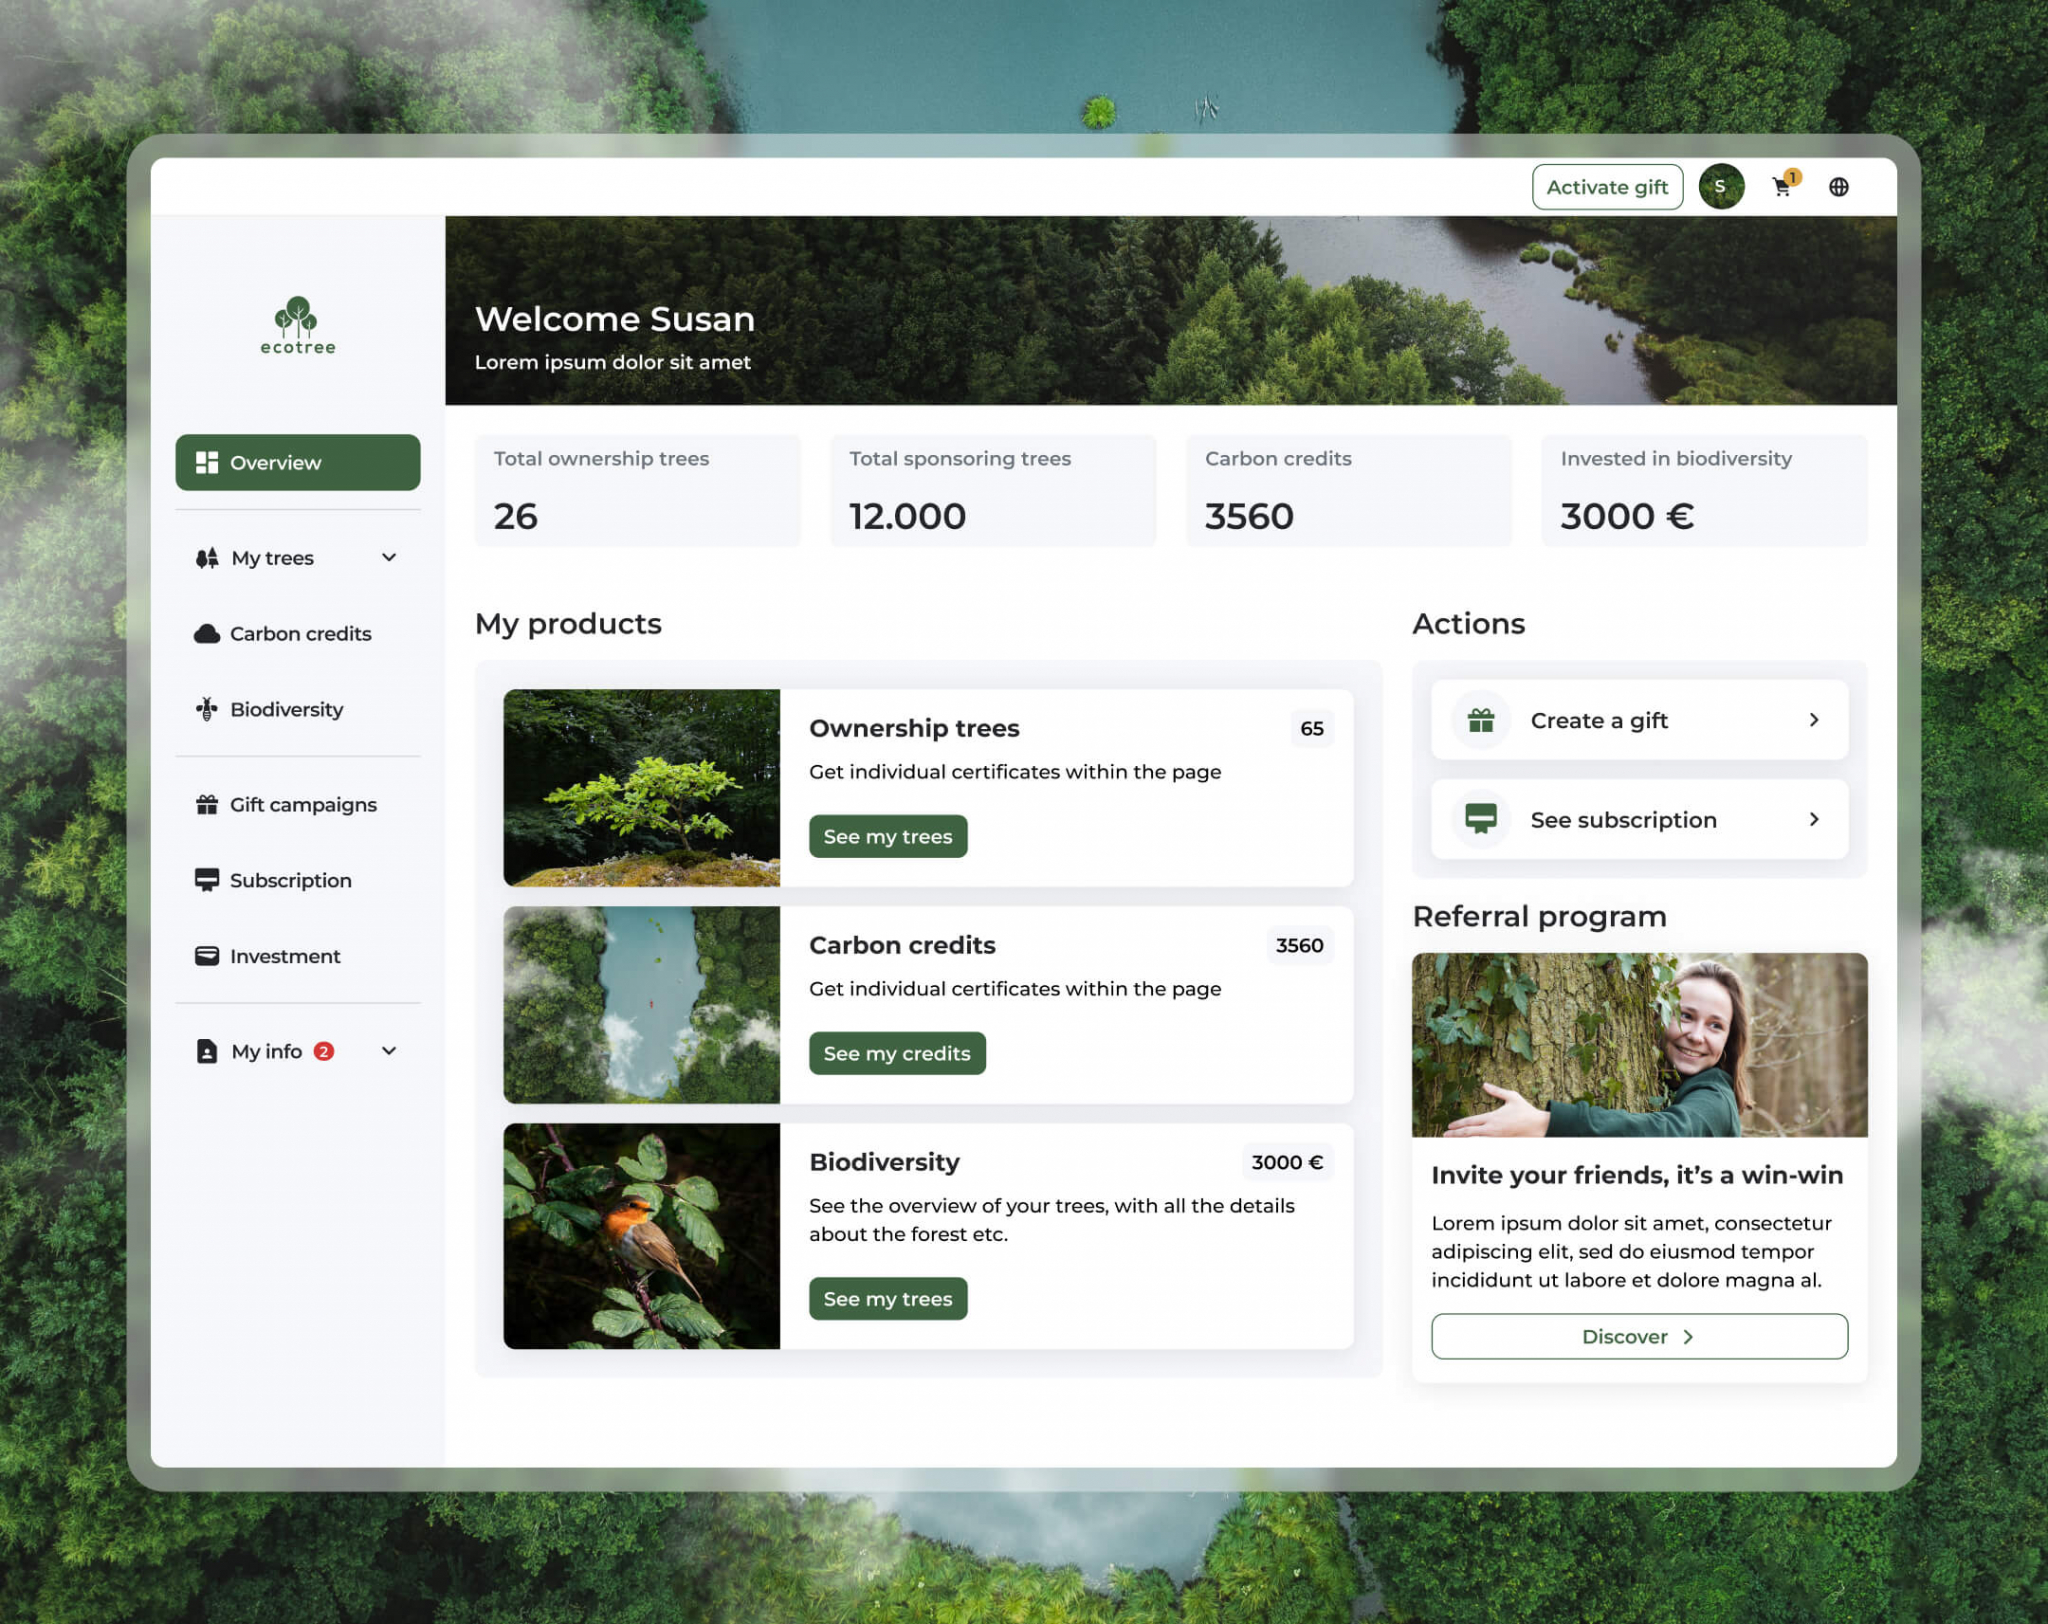 Activate gift
S
1
ecotree
Welcome Susan
Lorem ipsum dolor sit amet
Overview
My trees
Carbon credits
Biodiversity
Gift campaigns
Subscription
Investment
My info 2
Total ownership trees
26
Total sponsoring trees
12.000
Carbon credits
3560
Invested in biodiversity
3000 €
My products
Ownership trees
65
Get individual certificates within the page
See my trees
Carbon credits
3560
Get individual certificates within the page
See my credits
Biodiversity
3000 €
See the overview of your trees, with all the details
about the forest etc.
See my trees
Actions
Create a gift
See subscription
Referral program
Invite your friends, it’s a win-win
Lorem ipsum dolor sit amet, consectetur
adipiscing elit, sed do eiusmod tempor
incididunt ut labore et dolore magna al.
Discover